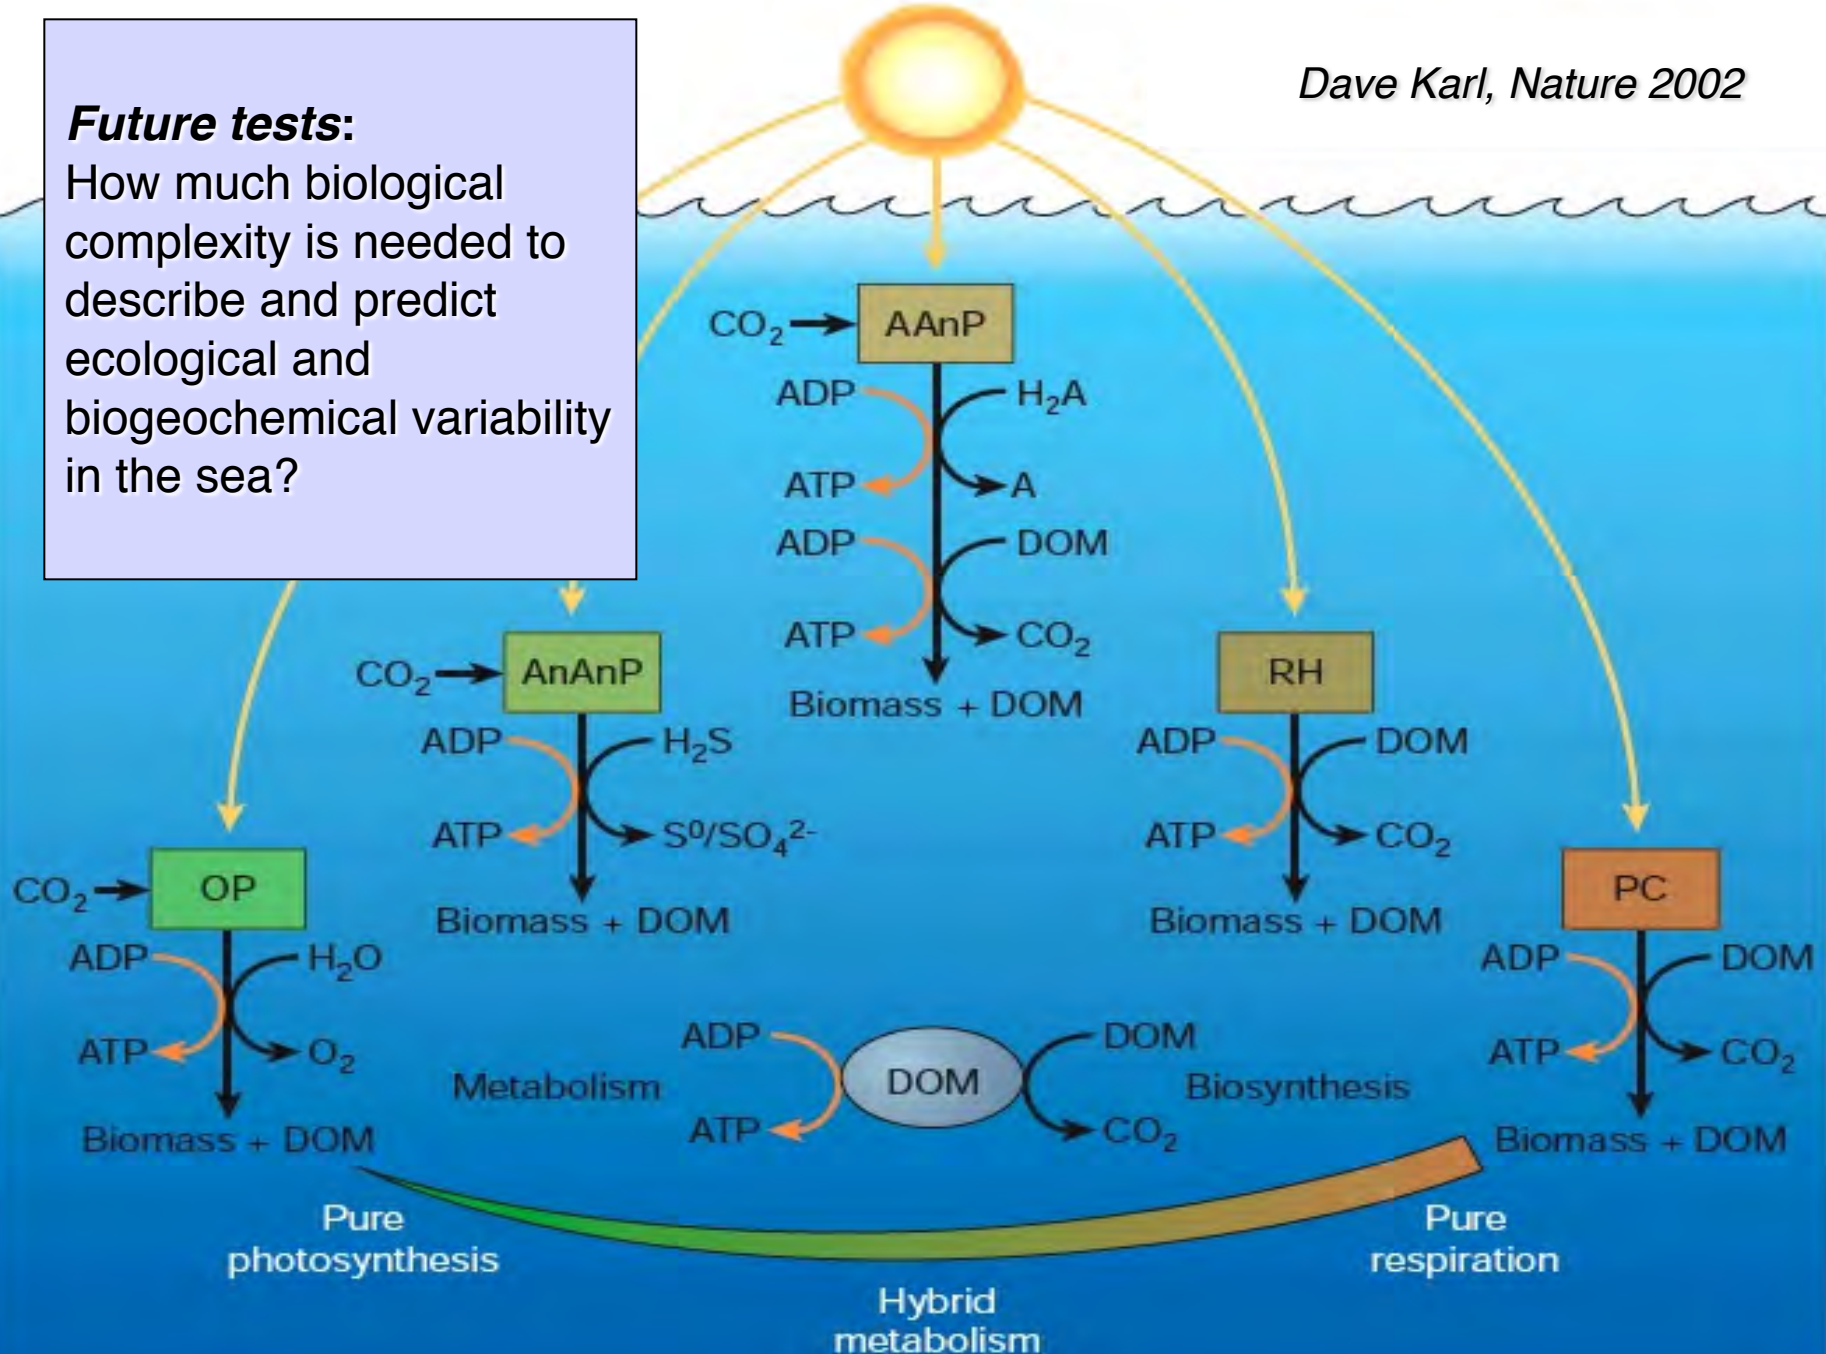 Future tests:
How much biological
complexity is needed to
describe and predict
ecological and
biogeochemical variability
in the sea?
Dave Karl, Nature 2002
CO₂ AAnP
ADP H₂A
ATP A
ADP DOM
ATP CO₂
Biomass + DOM
CO₂ AnAnP
ADP H₂S
ATP S⁰/SO₄²⁻
Biomass + DOM
RH
ADP DOM
ATP CO₂
Biomass + DOM
CO₂ OP
ADP H₂O
ATP O₂
Biomass + DOM
PC
ADP DOM
ATP CO₂
Biomass + DOM
ADP DOM
Metabolism DOM Biosynthesis
ATP CO₂
Pure
photosynthesis
Hybrid
metabolism
Pure
respiration